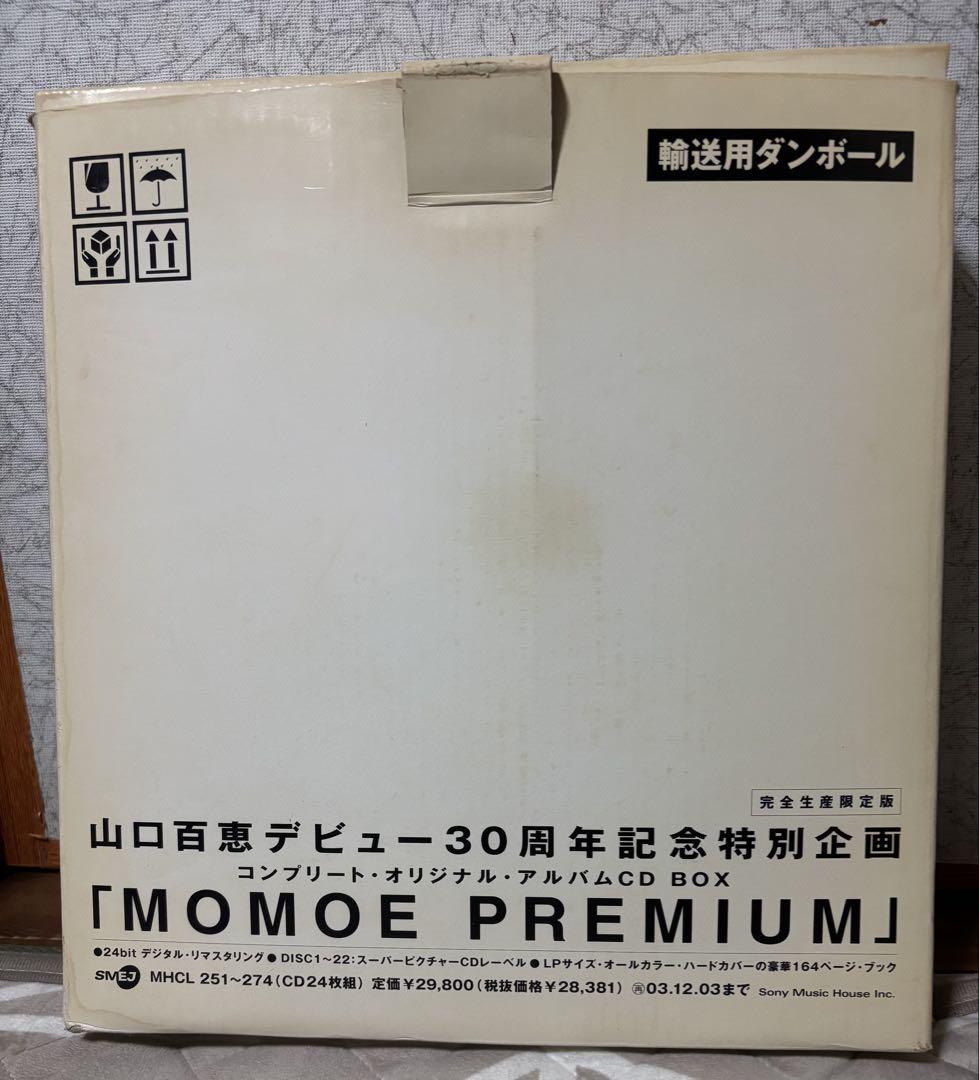 輸送用ダンボール
完全生産限定版
山口百恵デビュー30周年記念特別企画
コンプリート・オリジナル・アルバムCD BOX
「MOMOE PREMIUM」
●24bit デジタル・リマスタリング ● DISC1~22:スーパーピクチャーCDレーベル ● LPサイズ・オールカラー・ハードカバーの豪華164ページ・ブック
SMEJ MHCL 251~274(CD24枚組) 定価¥29,800(税抜価格¥28,381) ㊢03.12.03まで Sony Music House Inc.